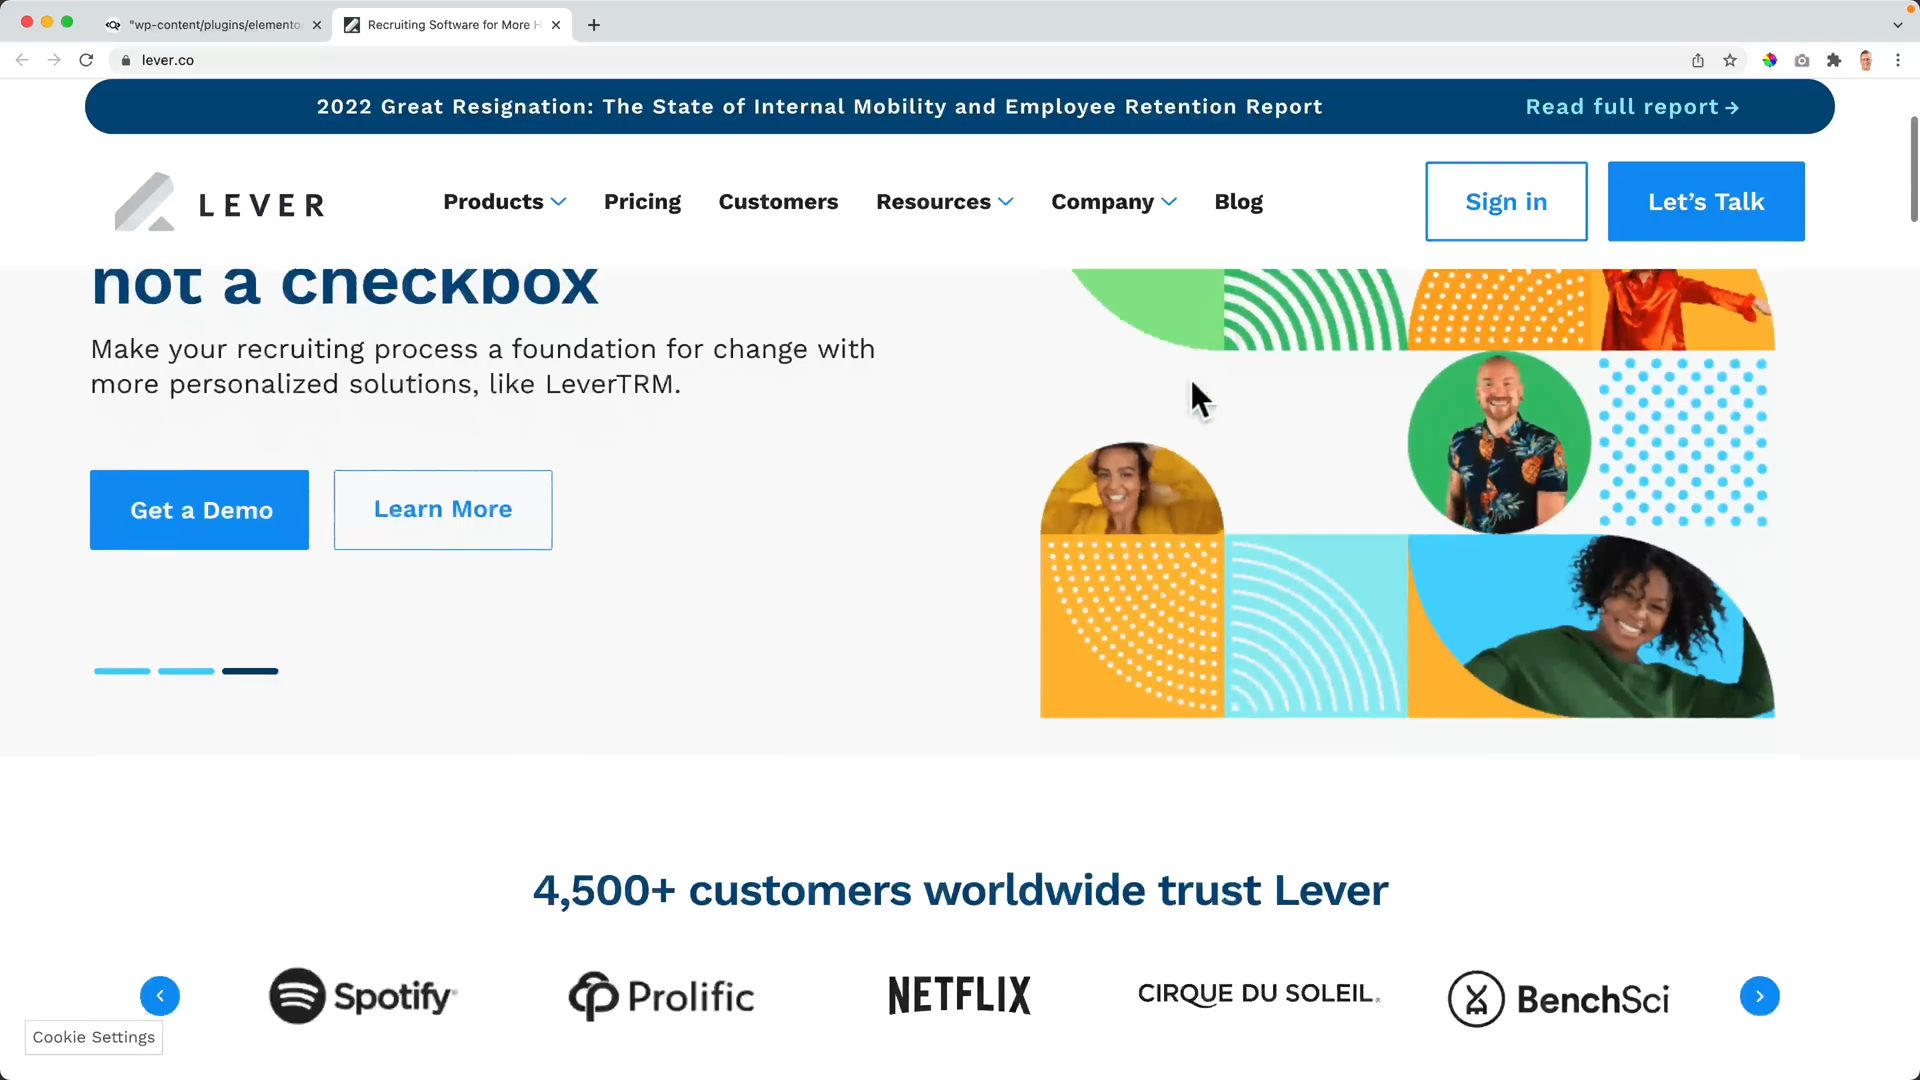 "wp-content/plugins/elemento
Recruiting Software for More H
lever.co
2022 Great Resignation: The State of Internal Mobility and Employee Retention Report
Read full report →
LEVER
Products
Pricing
Customers
Resources
Company
Blog
Sign in
Let's Talk
not a checkbox
Make your recruiting process a foundation for change with
more personalized solutions, like LeverTRM.
Get a Demo
Learn More
4,500+ customers worldwide trust Lever
Spotify
Prolific
NETFLIX
CIRQUE DU SOLEIL
BenchSci
Cookie Settings